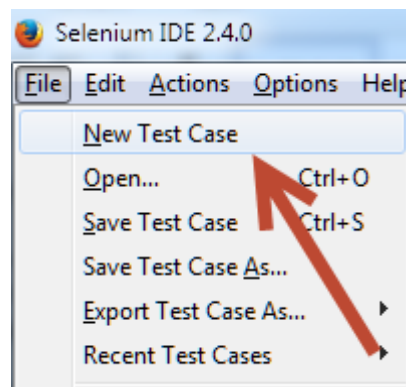 Selenium IDE 2.4.0
File Edit Actions Options Help
New Test Case
Open... Ctrl+O
Save Test Case Ctrl+S
Save Test Case As...
Export Test Case As...
Recent Test Cases